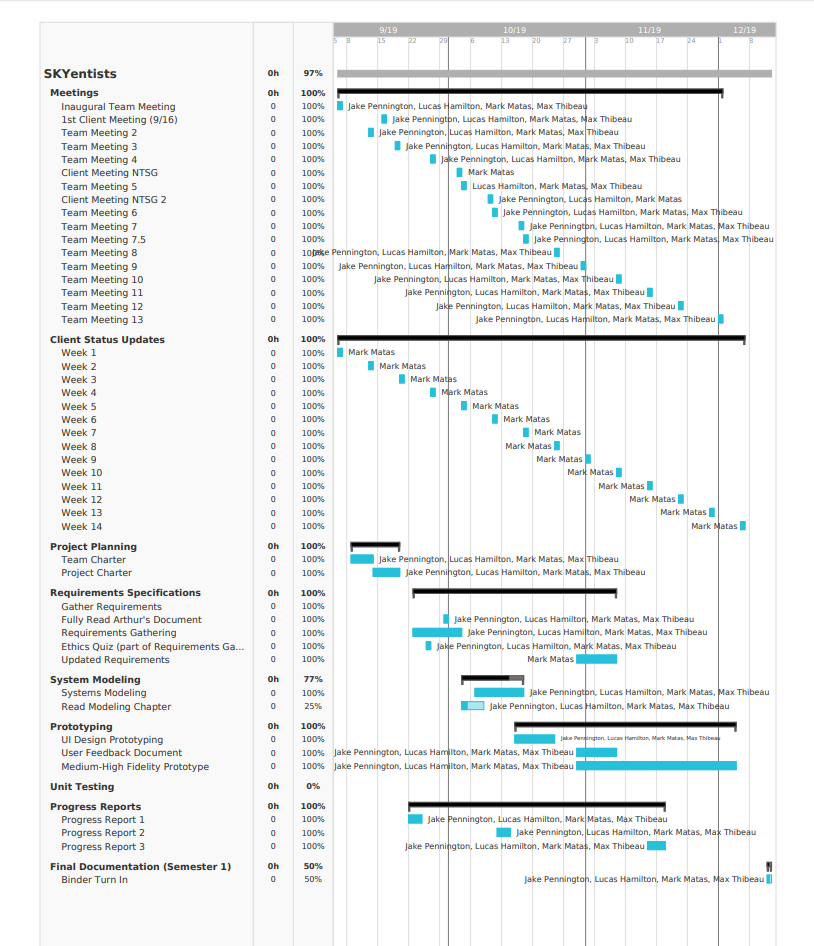 9/19 10/19 11/19 12/19
5 8 15 22 29 6 13 20 27 3 10 17 24 1 8
SKYentists 0h 97%
Meetings 0h 100%
Inaugural Team Meeting 0 100% Jake Pennington, Lucas Hamilton, Mark Matas, Max Thibeau
1st Client Meeting (9/16) 0 100% Jake Pennington, Lucas Hamilton, Mark Matas, Max Thibeau
Team Meeting 2 0 100% Jake Pennington, Lucas Hamilton, Mark Matas, Max Thibeau
Team Meeting 3 0 100% Jake Pennington, Lucas Hamilton, Mark Matas, Max Thibeau
Team Meeting 4 0 100% Jake Pennington, Lucas Hamilton, Mark Matas, Max Thibeau
Client Meeting NTSG 0 100% Mark Matas
Team Meeting 5 0 100% Lucas Hamilton, Mark Matas, Max Thibeau
Client Meeting NTSG 2 0 100% Jake Pennington, Lucas Hamilton, Mark Matas
Team Meeting 6 0 100% Jake Pennington, Lucas Hamilton, Mark Matas, Max Thibeau
Team Meeting 7 0 100% Jake Pennington, Lucas Hamilton, Mark Matas, Max Thibeau
Team Meeting 7.5 0 100% Jake Pennington, Lucas Hamilton, Mark Matas, Max Thibeau
Team Meeting 8 0 100% Jake Pennington, Lucas Hamilton, Mark Matas, Max Thibeau
Team Meeting 9 0 100% Jake Pennington, Lucas Hamilton, Mark Matas, Max Thibeau
Team Meeting 10 0 100% Jake Pennington, Lucas Hamilton, Mark Matas, Max Thibeau
Team Meeting 11 0 100% Jake Pennington, Lucas Hamilton, Mark Matas, Max Thibeau
Team Meeting 12 0 100% Jake Pennington, Lucas Hamilton, Mark Matas, Max Thibeau
Team Meeting 13 0 100% Jake Pennington, Lucas Hamilton, Mark Matas, Max Thibeau
Client Status Updates 0h 100%
Week 1 0 100% Mark Matas
Week 2 0 100% Mark Matas
Week 3 0 100% Mark Matas
Week 4 0 100% Mark Matas
Week 5 0 100% Mark Matas
Week 6 0 100% Mark Matas
Week 7 0 100% Mark Matas
Week 8 0 100% Mark Matas
Week 9 0 100% Mark Matas
Week 10 0 100% Mark Matas
Week 11 0 100% Mark Matas
Week 12 0 100% Mark Matas
Week 13 0 100% Mark Matas
Week 14 0 100% Mark Matas
Project Planning 0h 100%
Team Charter 0 100% Jake Pennington, Lucas Hamilton, Mark Matas, Max Thibeau
Project Charter 0 100% Jake Pennington, Lucas Hamilton, Mark Matas, Max Thibeau
Requirements Specifications 0h 100%
Gather Requirements 0 100%
Fully Read Arthur's Document 0 100% Jake Pennington, Lucas Hamilton, Mark Matas, Max Thibeau
Requirements Gathering 0 100% Jake Pennington, Lucas Hamilton, Mark Matas, Max Thibeau
Ethics Quiz (part of Requirements Ga... 0 100% Jake Pennington, Lucas Hamilton, Mark Matas, Max Thibeau
Updated Requirements 0 100% Mark Matas
System Modeling 0h 77%
Systems Modeling 0 100% Jake Pennington, Lucas Hamilton, Mark Matas, Max Thibeau
Read Modeling Chapter 0 25% Jake Pennington, Lucas Hamilton, Mark Matas, Max Thibeau
Prototyping 0h 100%
UI Design Prototyping 0 100% Jake Pennington, Lucas Hamilton, Mark Matas, Max Thibeau
User Feedback Document 0 100% Jake Pennington, Lucas Hamilton, Mark Matas, Max Thibeau
Medium-High Fidelity Prototype 0 100% Jake Pennington, Lucas Hamilton, Mark Matas, Max Thibeau
Unit Testing 0h 0%
Progress Reports 0h 100%
Progress Report 1 0 100% Jake Pennington, Lucas Hamilton, Mark Matas, Max Thibeau
Progress Report 2 0 100% Jake Pennington, Lucas Hamilton, Mark Matas, Max Thibeau
Progress Report 3 0 100% Jake Pennington, Lucas Hamilton, Mark Matas, Max Thibeau
Final Documentation (Semester 1) 0h 50%
Binder Turn In 0 50% Jake Pennington, Lucas Hamilton, Mark Matas, Max Thibeau